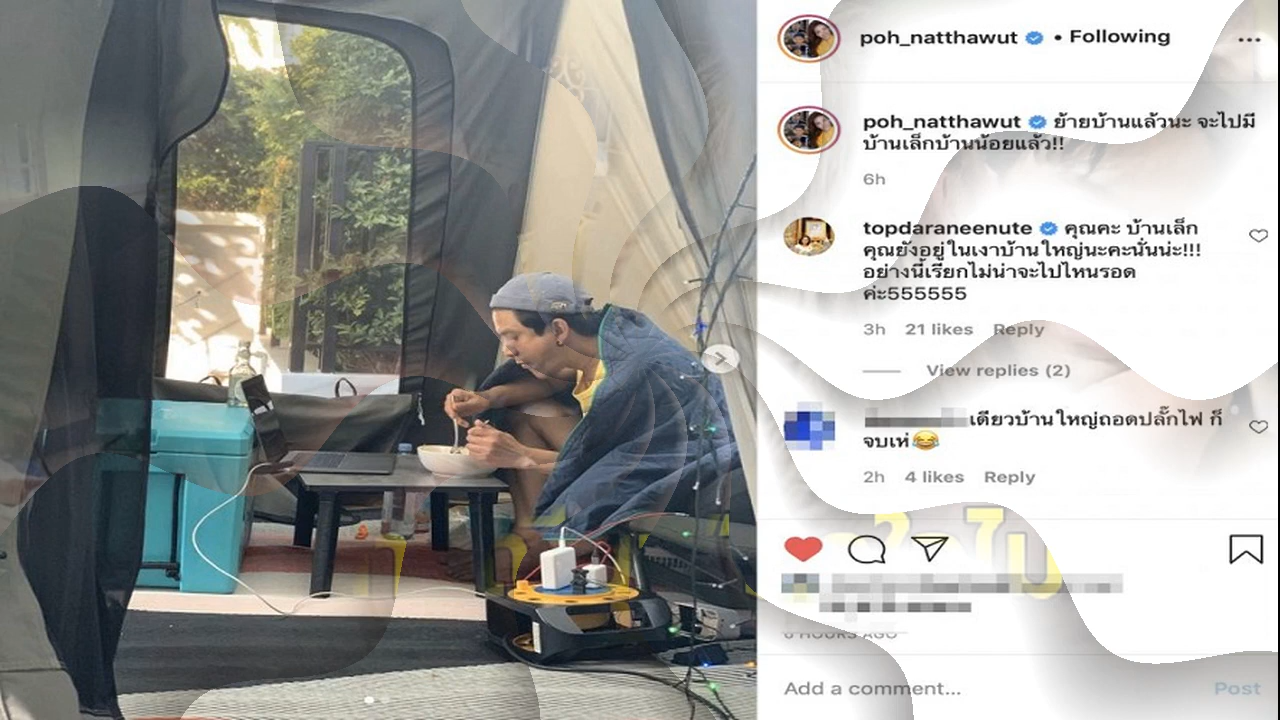 poh_natthawut • Following
poh_natthawut ย้ายบ้านแล้วนะ จะไปมี
บ้านเล็กบ้านน้อยแล้ว!!
6h
topdaraneenute คุณคะ บ้านเล็ก
คุณยังอยู่ในเงาบ้านใหญ่นะคะนั่นน่ะ!!!
อย่างนี้เรียกไม่น่าจะไปไหนรอด
ค่ะ555555
3h 21 likes Reply
View replies (2)
เดียวบ้านใหญ่ถอดปลั๊กไฟ ก็
จบเห่😂
2h 4 likes Reply
6 HOURS AGO
Add a comment... Post